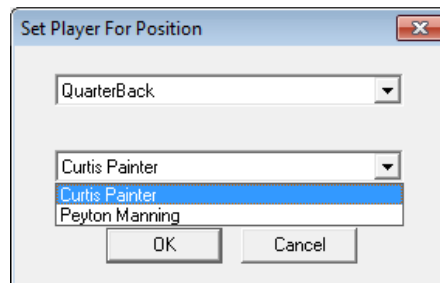 Set Player For Position
QuarterBack
Curtis Painter
Curtis Painter
Peyton Manning
OK Cancel